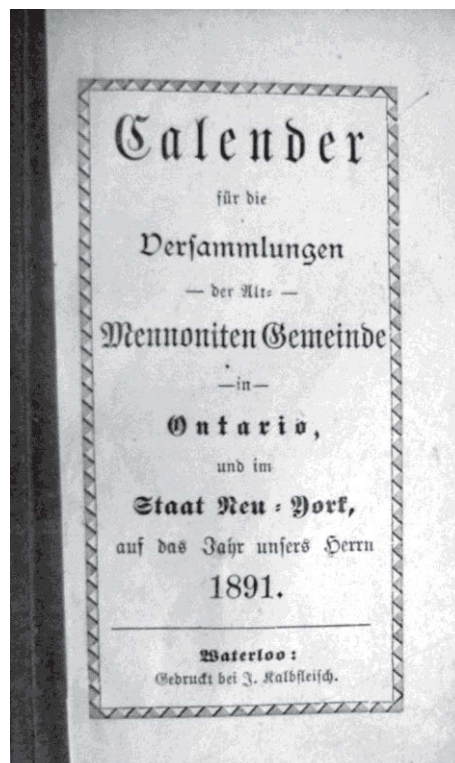 Calender
für die
Versammlungen
— der Alt= —
Mennoniten Gemeinde
—in—
Ontario,
und im
Staat Neu=York,
auf das Jahr unsers Herrn
1891.
Waterloo:
Gedruckt bei J. Kalbfleisch.